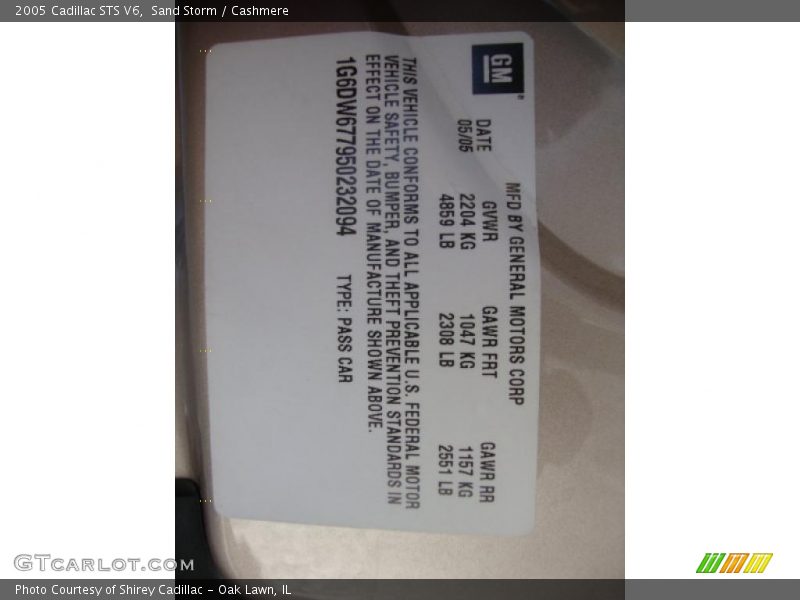 2005 Cadillac STS V6, Sand Storm / Cashmere
GM
MFD BY GENERAL MOTORS CORP
DATE GVWR GAWR FRT GAWR RR
05/05 2204 KG 1047 KG 1157 KG
4859 LB 2308 LB 2551 LB
THIS VEHICLE CONFORMS TO ALL APPLICABLE U.S. FEDERAL MOTOR
VEHICLE SAFETY, BUMPER, AND THEFT PREVENTION STANDARDS IN
EFFECT ON THE DATE OF MANUFACTURE SHOWN ABOVE.
1G6DW677950232094 TYPE: PASS CAR
GTCARLOT.COM
Photo Courtesy of Shirey Cadillac - Oak Lawn, IL